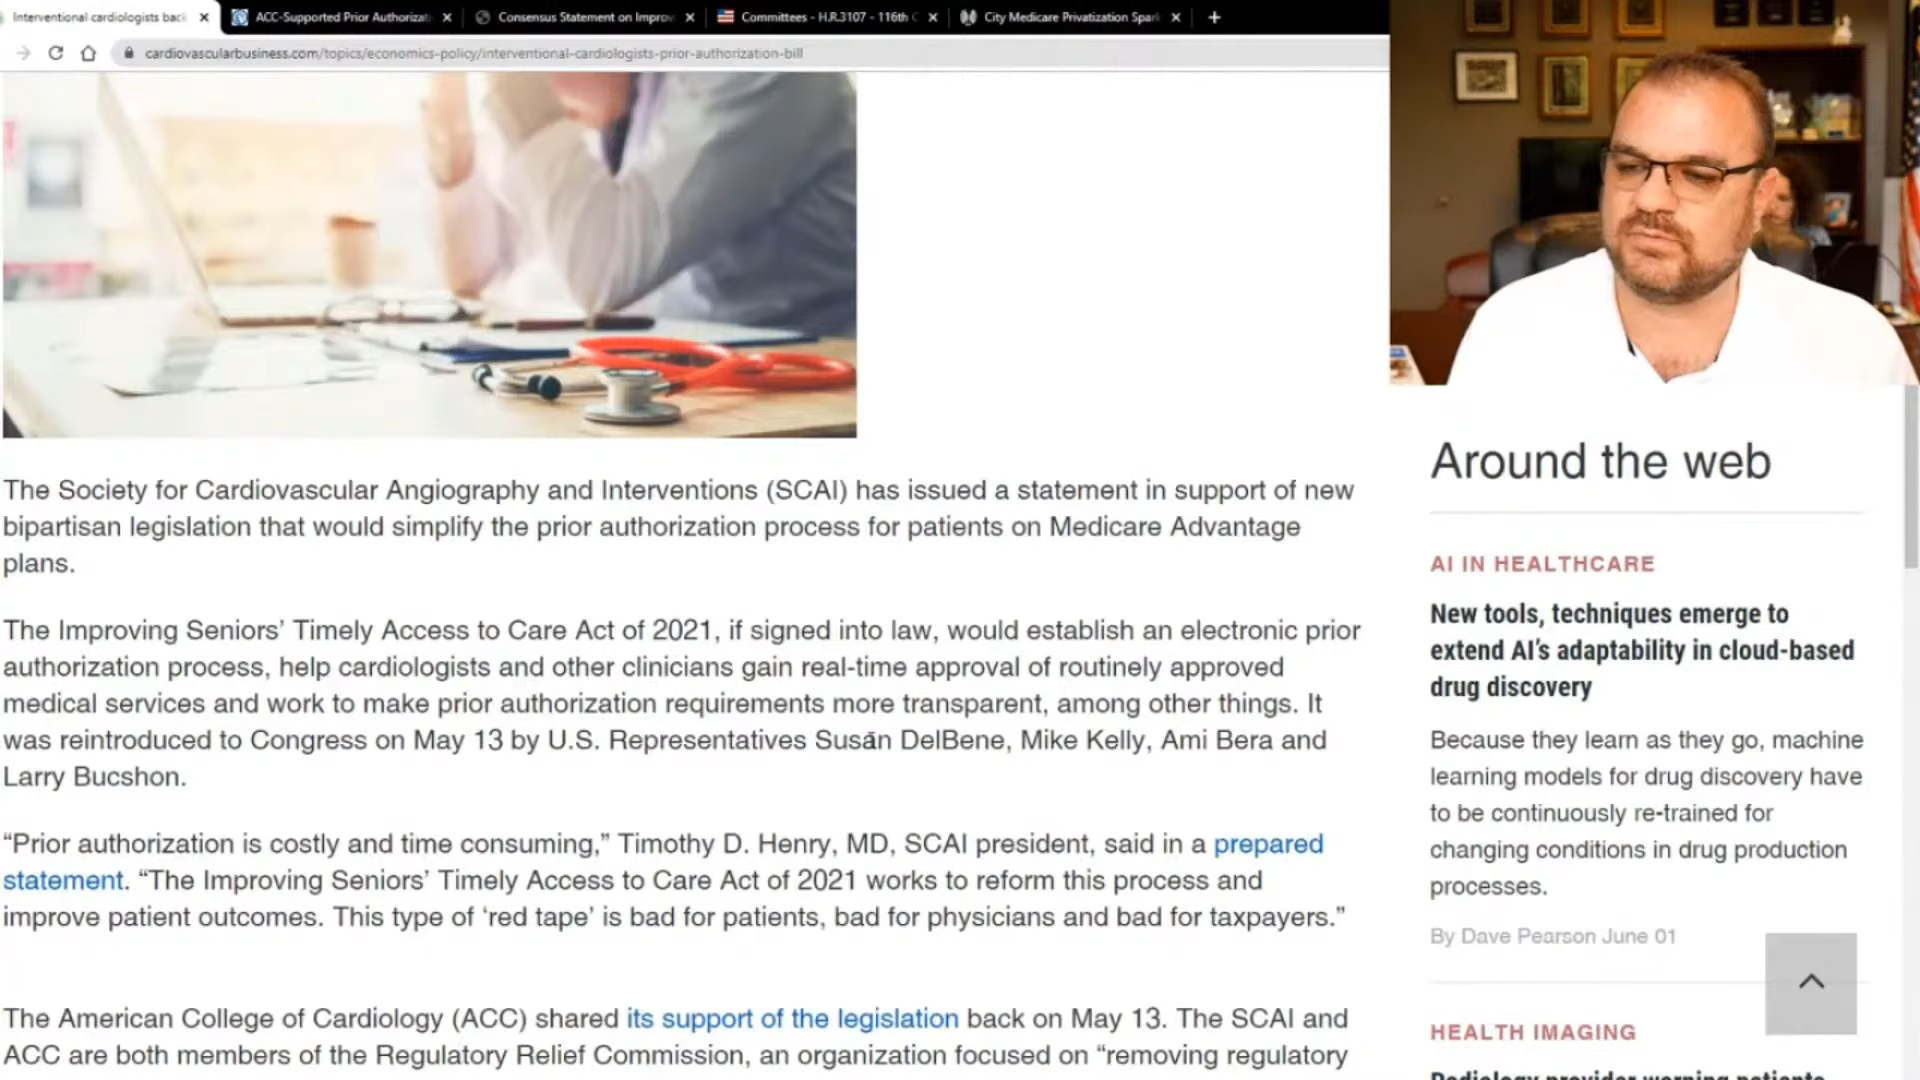 Interventional cardiologists back
ACC-Supported Prior Authorizat
Consensus Statement on Improv
Committees - H.R.3107 - 116th C
City Medicare Privatization Spar
cardiovascularbusiness.com/topics/economics-policy/interventional-cardiologists-prior-authorization-bill
The Society for Cardiovascular Angiography and Interventions (SCAI) has issued a statement in support of new
bipartisan legislation that would simplify the prior authorization process for patients on Medicare Advantage
plans.
The Improving Seniors’ Timely Access to Care Act of 2021, if signed into law, would establish an electronic prior
authorization process, help cardiologists and other clinicians gain real-time approval of routinely approved
medical services and work to make prior authorization requirements more transparent, among other things. It
was reintroduced to Congress on May 13 by U.S. Representatives Susan DelBene, Mike Kelly, Ami Bera and
Larry Bucshon.
“Prior authorization is costly and time consuming,” Timothy D. Henry, MD, SCAI president, said in a prepared
statement. “The Improving Seniors’ Timely Access to Care Act of 2021 works to reform this process and
improve patient outcomes. This type of ‘red tape’ is bad for patients, bad for physicians and bad for taxpayers.”
The American College of Cardiology (ACC) shared its support of the legislation back on May 13. The SCAI and
ACC are both members of the Regulatory Relief Commission, an organization focused on “removing regulatory
Around the web
AI IN HEALTHCARE
New tools, techniques emerge to
extend AI’s adaptability in cloud-based
drug discovery
Because they learn as they go, machine
learning models for drug discovery have
to be continuously re-trained for
changing conditions in drug production
processes.
By Dave Pearson June 01
HEALTH IMAGING
Radiology provider warning patients